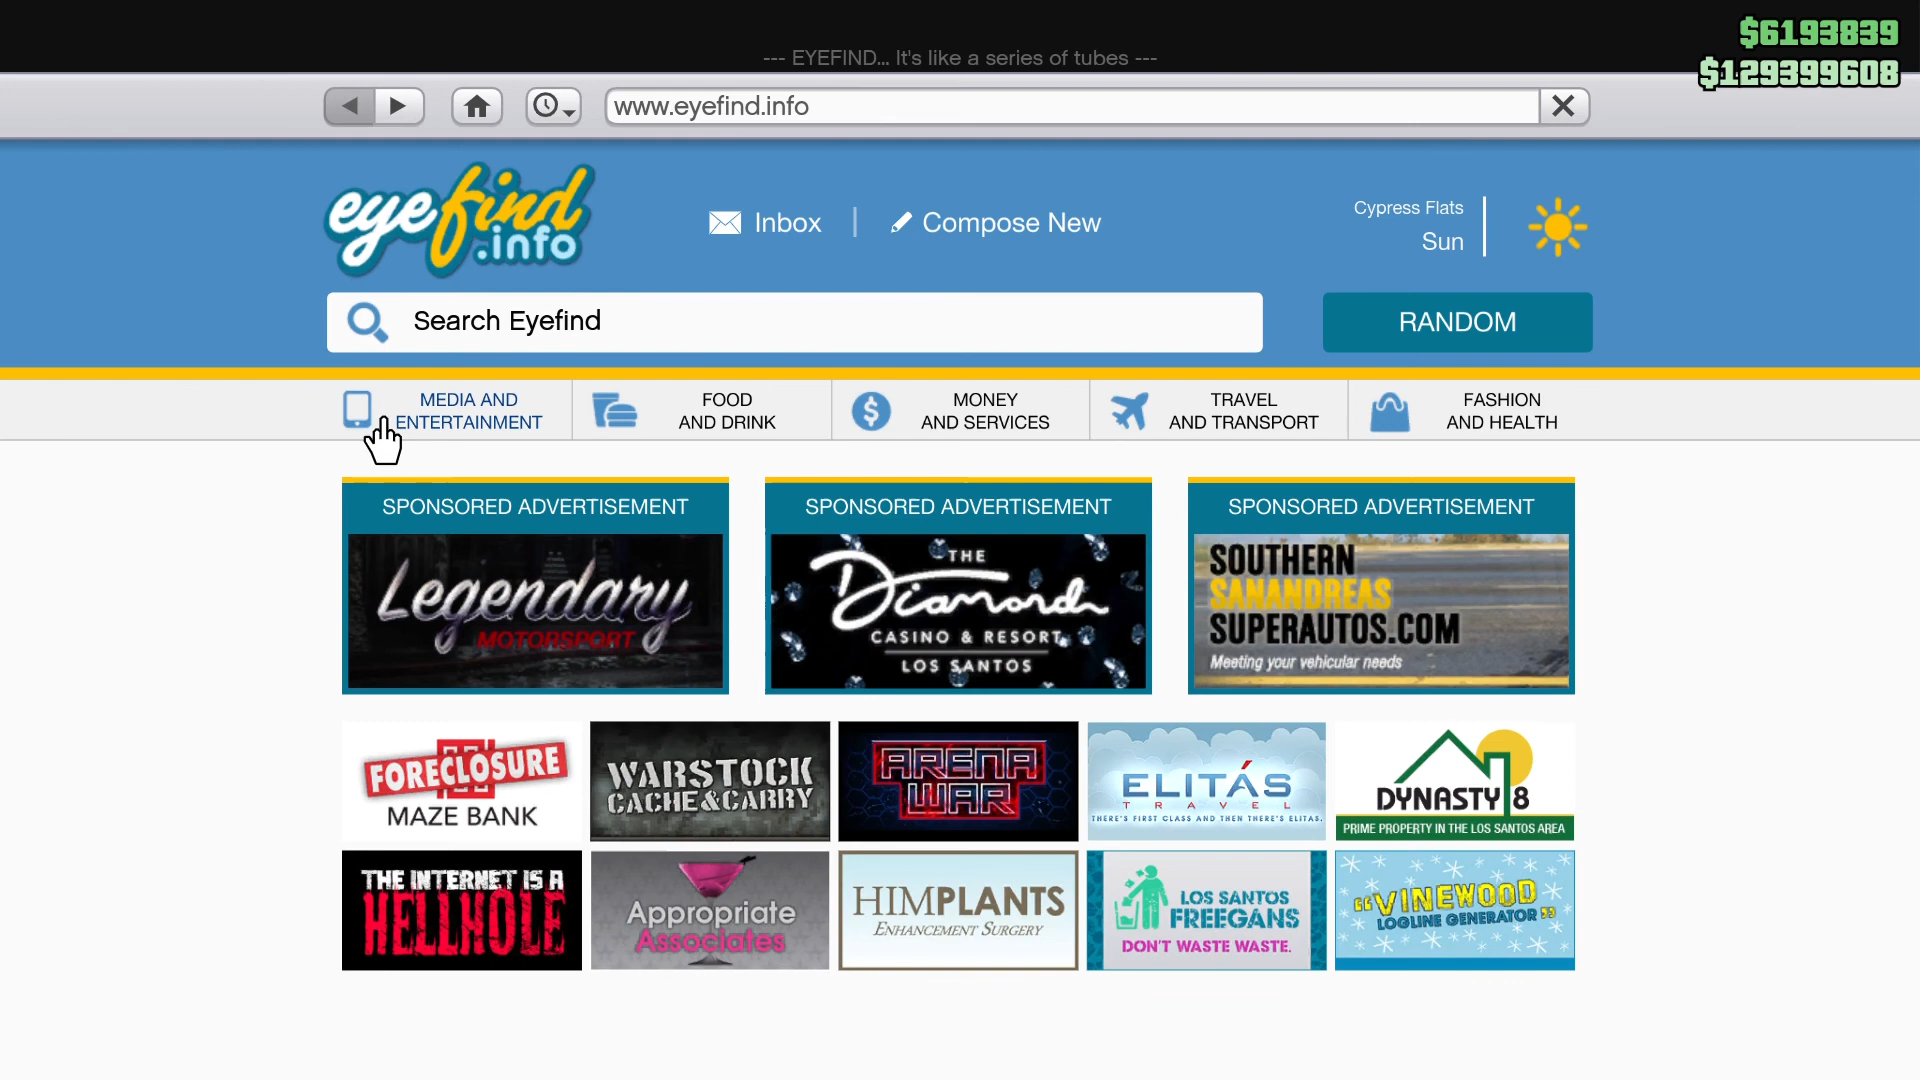 $6193839
--- EYEFIND... It's like a series of tubes ---
$129399608
www.eyefind.info
eyefind
.info
Inbox
Compose New
Cypress Flats
Sun
Search Eyefind
RANDOM
MEDIA AND
ENTERTAINMENT
FOOD
AND DRINK
MONEY
AND SERVICES
TRAVEL
AND TRANSPORT
FASHION
AND HEALTH
SPONSORED ADVERTISEMENT
Legendary
MOTORSPORT
SPONSORED ADVERTISEMENT
THE
Diamond
CASINO & RESORT
LOS SANTOS
SPONSORED ADVERTISEMENT
SOUTHERN
SANANDREAS
SUPERAUTOS.COM
Meeting your vehicular needs
FORECLOSURE
MAZE BANK
WARSTOCK
CACHE&CARRY
ARENA
WAR
ELITÁS
TRAVEL
THERE'S FIRST CLASS AND THEN THERE'S ELITAS.
DYNASTY 8
PRIME PROPERTY IN THE LOS SANTOS AREA
THE INTERNET IS A
HELLHOLE
Appropriate
Associates
HIMPLANTS
ENHANCEMENT SURGERY
LOS SANTOS
FREEGANS
DON'T WASTE WASTE.
"VINEWOOD
LOGLINE GENERATOR"